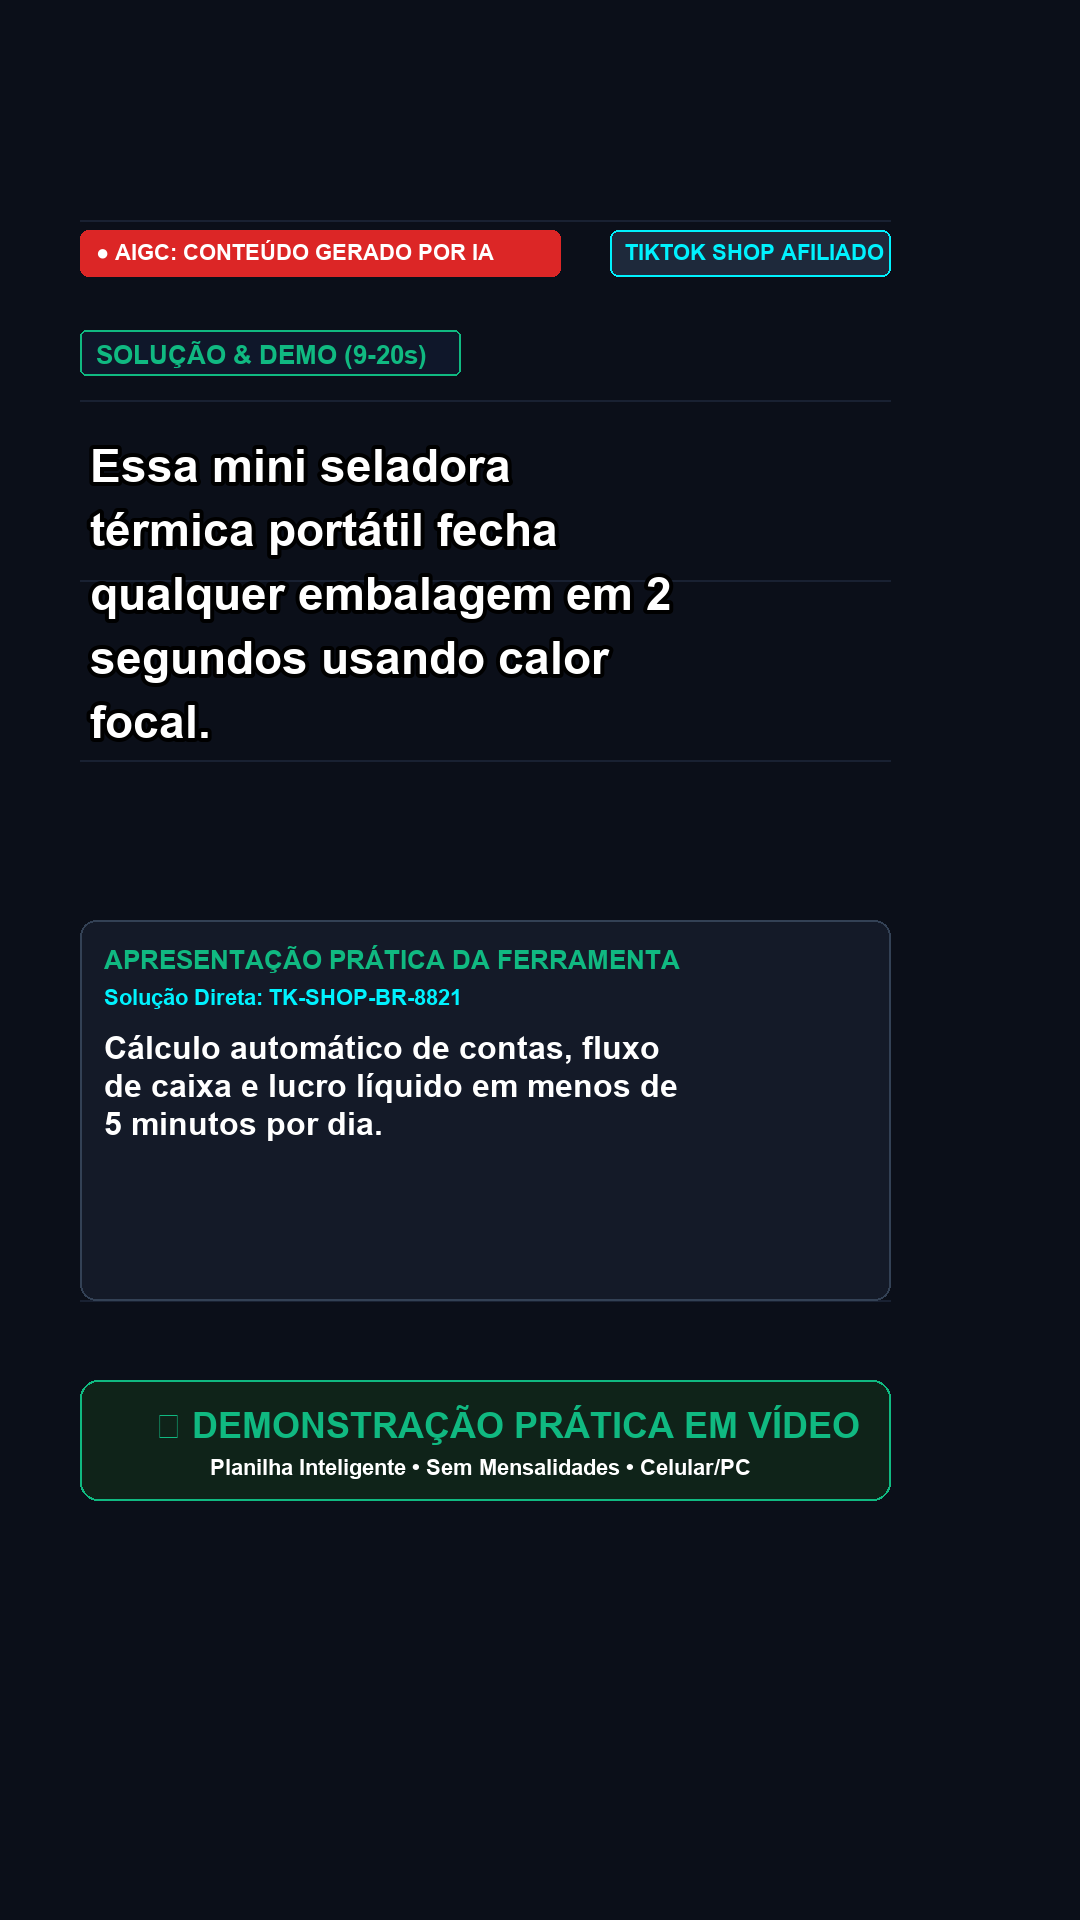 ● AIGC: CONTEÚDO GERADO POR IA
TIKTOK SHOP AFILIADO
SOLUÇÃO & DEMO (9-20s)
Essa mini seladora
térmica portátil fecha
qualquer embalagem em 2
segundos usando calor
focal.
APRESENTAÇÃO PRÁTICA DA FERRAMENTA
Solução Direta: TK-SHOP-BR-8821
Cálculo automático de contas, fluxo
de caixa e lucro líquido em menos de
5 minutos por dia.
DEMONSTRAÇÃO PRÁTICA EM VÍDEO
Planilha Inteligente • Sem Mensalidades • Celular/PC